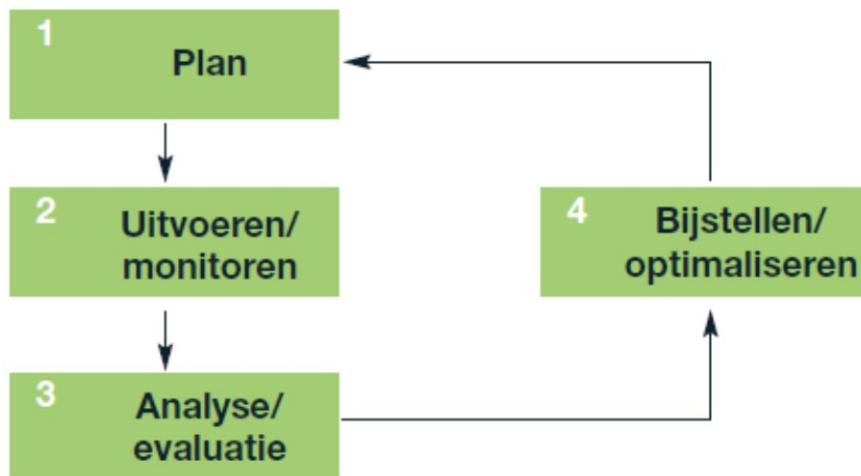 1
Plan
2
Uitvoeren/
monitoren
3
Analyse/
evaluatie
4
Bijstellen/
optimaliseren